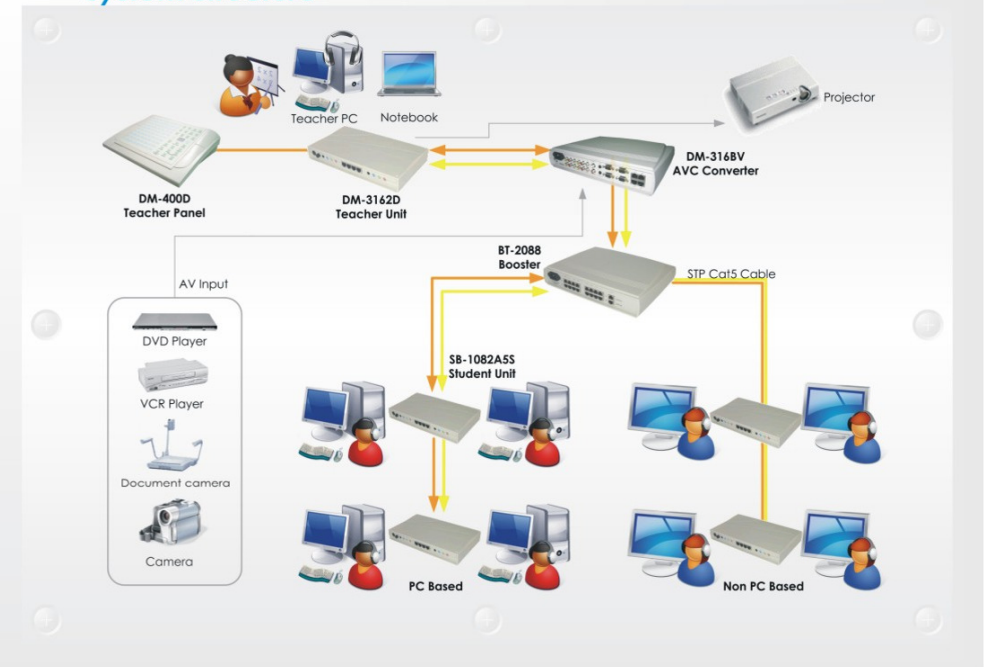 Teacher PC
Notebook
Projector
DM-400D
Teacher Panel
DM-3162D
Teacher Unit
DM-316BV
AVC Converter
BT-2088
Booster
STP Cat5 Cable
AV Input
DVD Player
VCR Player
Document camera
Camera
SB-1082A5S
Student Unit
PC Based
Non PC Based